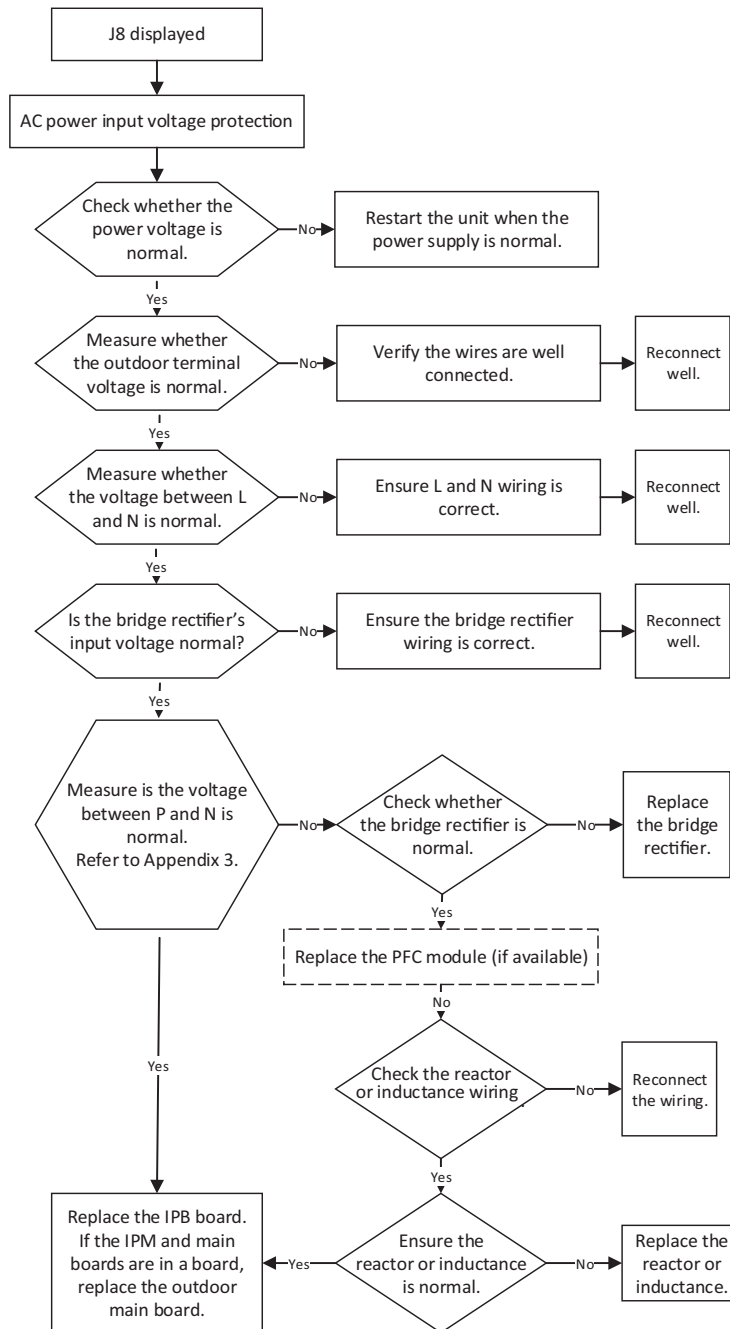 J8 displayed
AC power input voltage protection
Check whether the
power voltage is
normal.
No
Restart the unit when the
power supply is normal.
Yes
Measure whether
the outdoor terminal
voltage is normal.
No
Verify the wires are well
connected.
Reconnect
well.
Yes
Measure whether
the voltage between L
and N is normal.
No
Ensure L and N wiring is
correct.
Reconnect
well.
Yes
Is the bridge rectifier's
input voltage normal?
No
Ensure the bridge rectifier
wiring is correct.
Reconnect
well.
Yes
Measure is the voltage
between P and N is
normal.
Refer to Appendix 3.
No
Check whether
the bridge rectifier is
normal.
No
Replace
the bridge
rectifier.
Yes
Replace the PFC module (if available)
No
Check the reactor
or inductance wiring
.
No
Reconnect
the wiring.
Yes
Yes
Replace the IPB board.
If the IPM and main
boards are in a board,
replace the outdoor
main board.
Yes
Ensure the
reactor or inductance
is normal.
No
Replace the
reactor or
inductance.